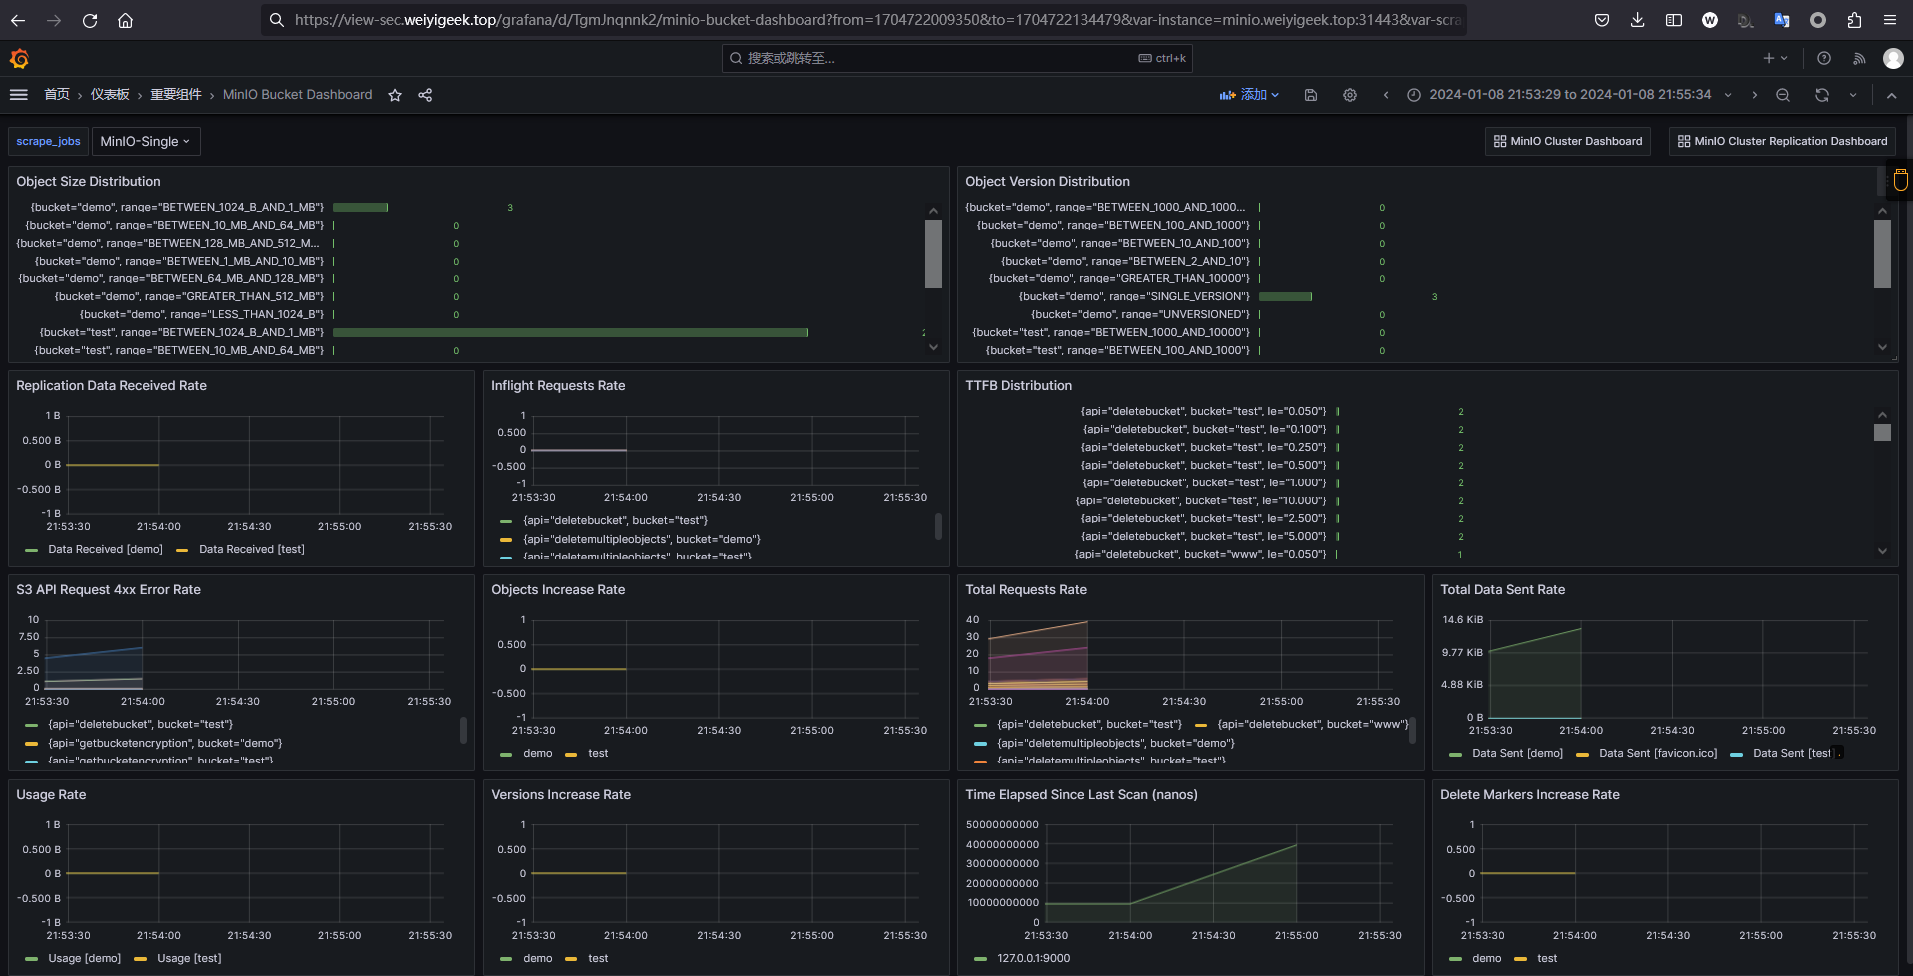 https://view-sec.weiyigeek.top/grafana/d/TgmJnqnnk2/minio-bucket-dashboard?from=1704722009350&to=1704722134479&var-instance=minio.weiyigeek.top:31443&var-scra
搜索或跳转至... ctrl+k
首页 › 仪表板 › 重要组件 › MinIO Bucket Dashboard
添加
2024-01-08 21:53:29 to 2024-01-08 21:55:34
scrape_jobs MinIO-Single
MinIO Cluster Dashboard
MinIO Cluster Replication Dashboard
Object Size Distribution
{bucket="demo", range="BETWEEN_1024_B_AND_1_MB"} 3
{bucket="demo", range="BETWEEN_10_MB_AND_64_MB"} 0
{bucket="demo", range="BETWEEN_128_MB_AND_512_M... 0
{bucket="demo", range="BETWEEN_1_MB_AND_10_MB"} 0
{bucket="demo", range="BETWEEN_64_MB_AND_128_MB"} 0
{bucket="demo", range="GREATER_THAN_512_MB"} 0
{bucket="demo", range="LESS_THAN_1024_B"} 0
{bucket="test", range="BETWEEN_1024_B_AND_1_MB"}
{bucket="test", range="BETWEEN_10_MB_AND_64_MB"} 0
Object Version Distribution
{bucket="demo", range="BETWEEN_1000_AND_1000... 0
{bucket="demo", range="BETWEEN_100_AND_1000"} 0
{bucket="demo", range="BETWEEN_10_AND_100"} 0
{bucket="demo", range="BETWEEN_2_AND_10"} 0
{bucket="demo", range="GREATER_THAN_10000"} 0
{bucket="demo", range="SINGLE_VERSION"} 3
{bucket="demo", range="UNVERSIONED"} 0
{bucket="test", range="BETWEEN_1000_AND_10000"} 0
{bucket="test", range="BETWEEN_100_AND_1000"} 0
Replication Data Received Rate
1 B
0.500 B
0 B
-0.500 B
-1 B
21:53:30 21:54:00 21:54:30 21:55:00 21:55:30
Data Received [demo] Data Received [test]
Inflight Requests Rate
1
0.500
0
-0.500
-1
21:53:30 21:54:00 21:54:30 21:55:00 21:55:30
{api="deletebucket", bucket="test"}
{api="deletemultipleobjects", bucket="demo"}
{api="deletemultipleobjects", bucket="test"}
TTFB Distribution
{api="deletebucket", bucket="test", le="0.050"} 2
{api="deletebucket", bucket="test", le="0.100"} 2
{api="deletebucket", bucket="test", le="0.250"} 2
{api="deletebucket", bucket="test", le="0.500"} 2
{api="deletebucket", bucket="test", le="1.000"} 2
{api="deletebucket", bucket="test", le="10.000"} 2
{api="deletebucket", bucket="test", le="2.500"} 2
{api="deletebucket", bucket="test", le="5.000"} 2
{api="deletebucket", bucket="www", le="0.050"} 1
S3 API Request 4xx Error Rate
10
7.50
5
2.50
0
21:53:30 21:54:00 21:54:30 21:55:00 21:55:30
{api="deletebucket", bucket="test"}
{api="getbucketencryption", bucket="demo"}
{api="getbucketencryption", bucket="test"}
Objects Increase Rate
1
0.500
0
-0.500
-1
21:53:30 21:54:00 21:54:30 21:55:00 21:55:30
demo test
Total Requests Rate
40
30
20
10
0
21:53:30 21:54:00 21:54:30 21:55:00 21:55:30
{api="deletebucket", bucket="test"} {api="deletebucket", bucket="www"}
{api="deletemultipleobjects", bucket="demo"}
{api="deletemultipleobjects", bucket="test"}
Total Data Sent Rate
14.6 KiB
9.77 KiB
4.88 KiB
0 B
21:53:30 21:54:00 21:54:30 21:55:00 21:55:30
Data Sent [demo] Data Sent [favicon.ico] Data Sent [test
Usage Rate
1 B
0.500 B
0 B
-0.500 B
-1 B
21:53:30 21:54:00 21:54:30 21:55:00 21:55:30
Usage [demo] Usage [test]
Versions Increase Rate
1
0.500
0
-0.500
-1
21:53:30 21:54:00 21:54:30 21:55:00 21:55:30
demo test
Time Elapsed Since Last Scan (nanos)
50000000000
40000000000
30000000000
20000000000
10000000000
0
21:53:30 21:54:00 21:54:30 21:55:00 21:55:30
127.0.0.1:9000
Delete Markers Increase Rate
1
0.500
0
-0.500
-1
21:53:30 21:54:00 21:54:30 21:55:00 21:55:30
demo test